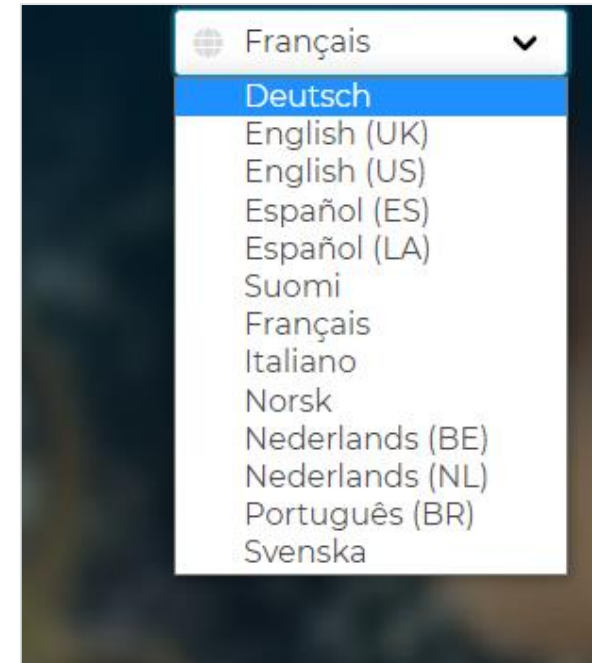 Français
Deutsch
English (UK)
English (US)
Español (ES)
Español (LA)
Suomi
Français
Italiano
Norsk
Nederlands (BE)
Nederlands (NL)
Português (BR)
Svenska